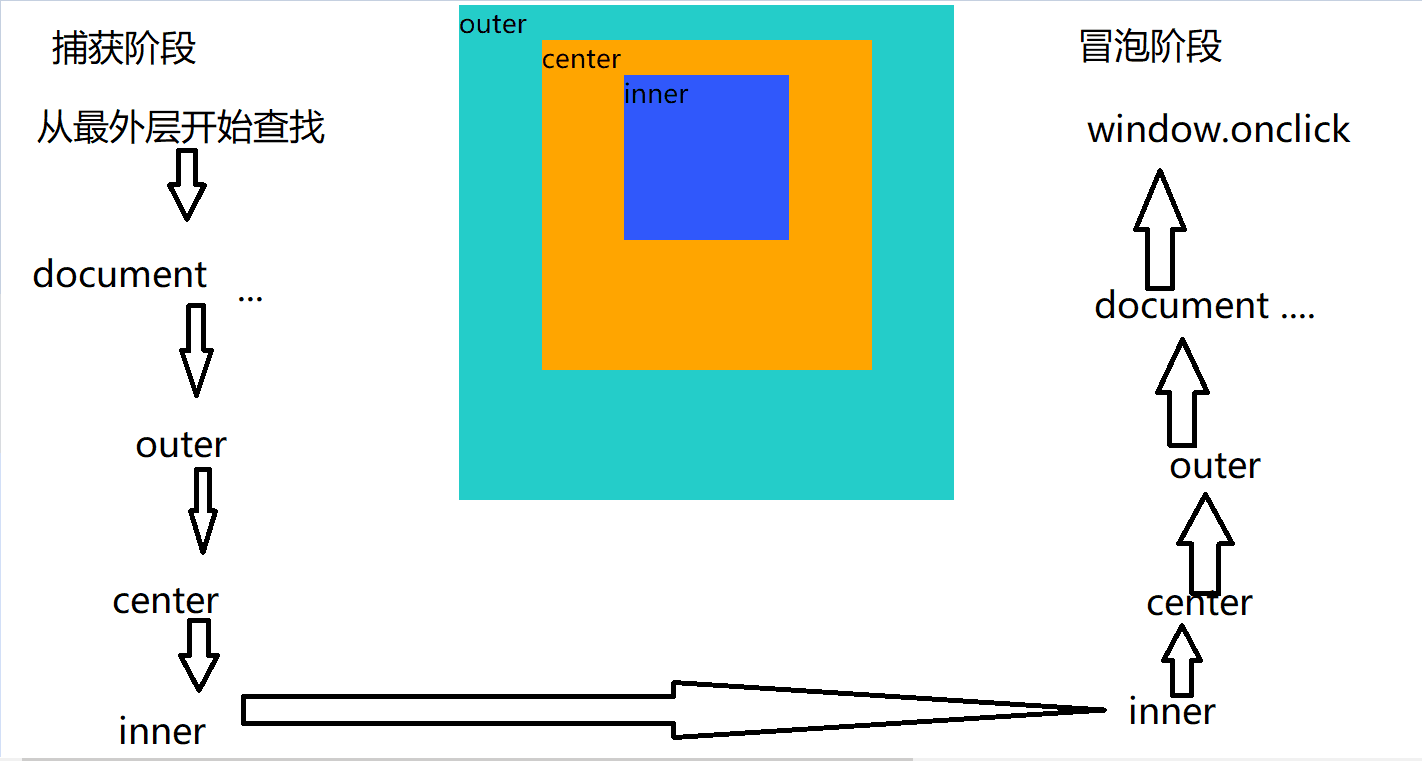 捕获阶段
从最外层开始查找
document ...
outer
center
inner
outer
center
inner
冒泡阶段
window.onclick
document ....
outer
center
inner